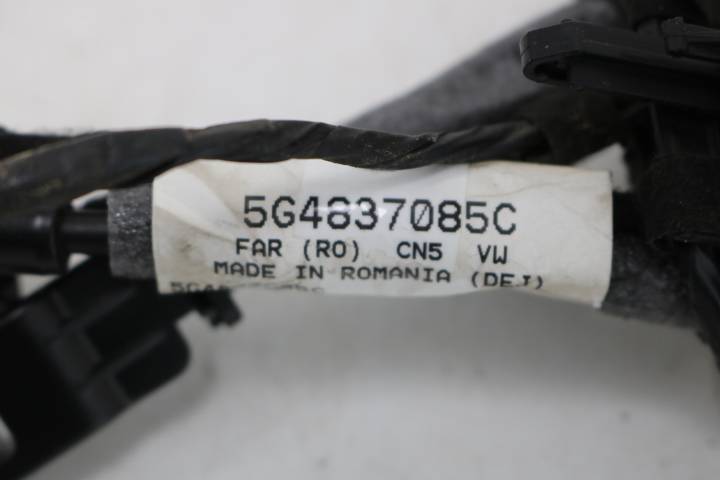 5G4837085C
FAR (RO) CN5 VW
MADE IN ROMANIA (DEJ)